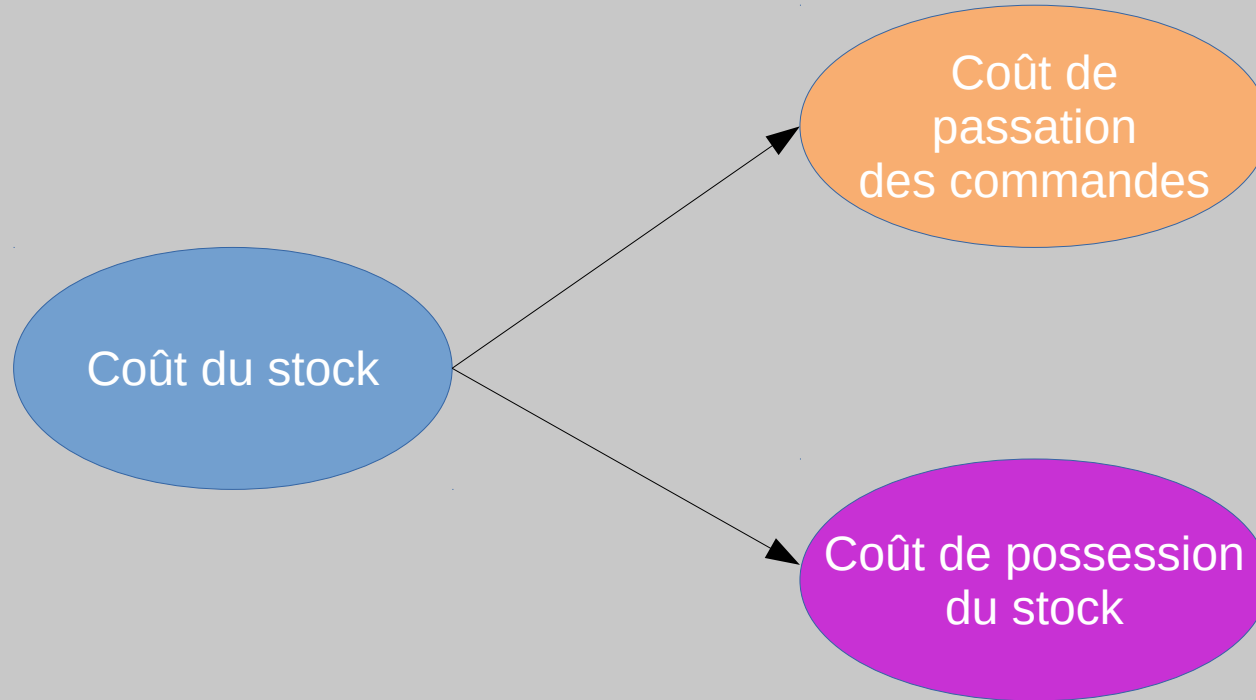 Coût de
passation
des commandes
Coût du stock
Coût de possession
du stock